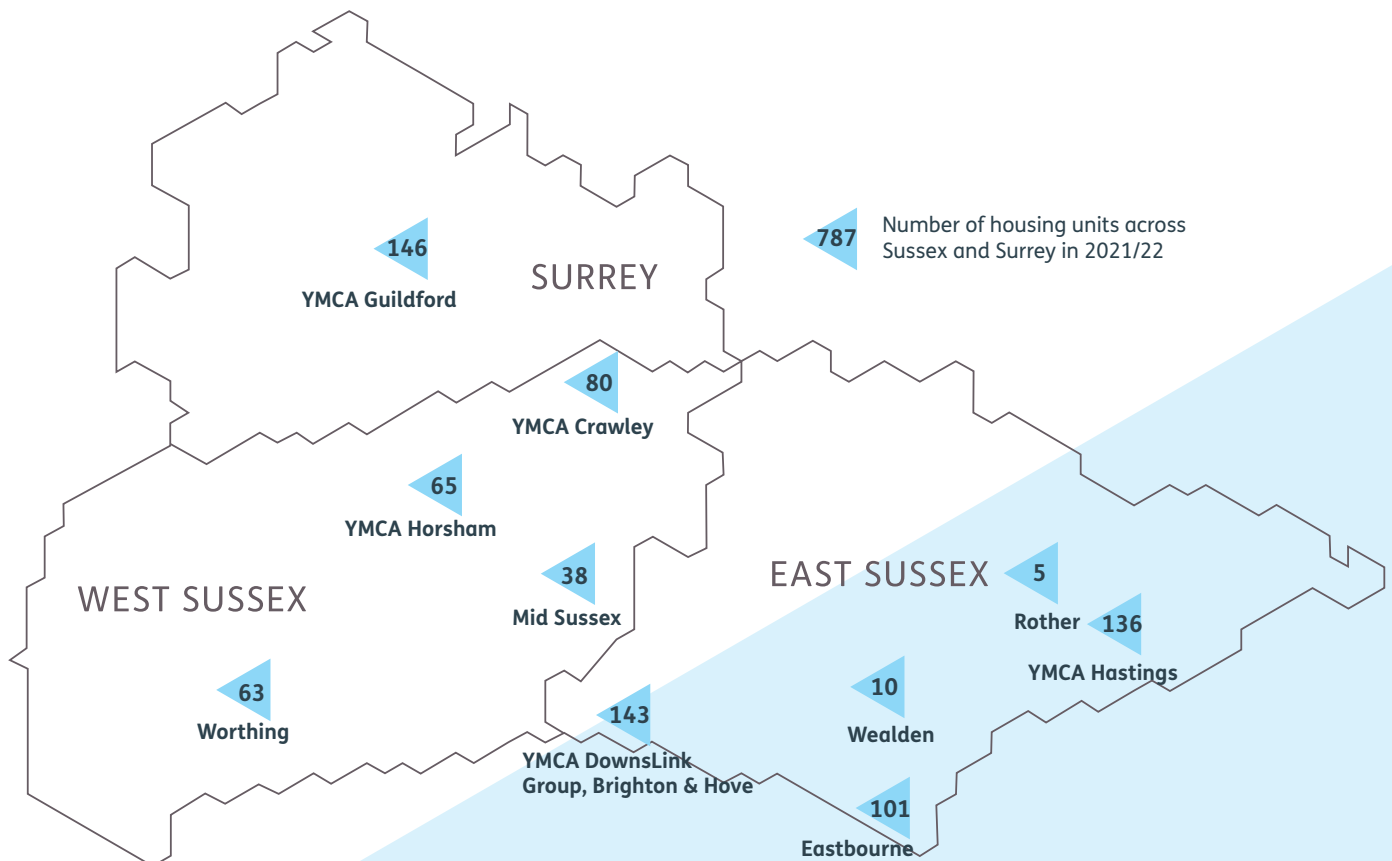 787
Number of housing units across
Sussex and Surrey in 2021/22
146
YMCA Guildford
SURREY
80
YMCA Crawley
65
YMCA Horsham
38
Mid Sussex
WEST SUSSEX
EAST SUSSEX
5
Rother
136
YMCA Hastings
63
Worthing
10
Wealden
143
YMCA DownsLink
Group, Brighton & Hove
101
Eastbourne